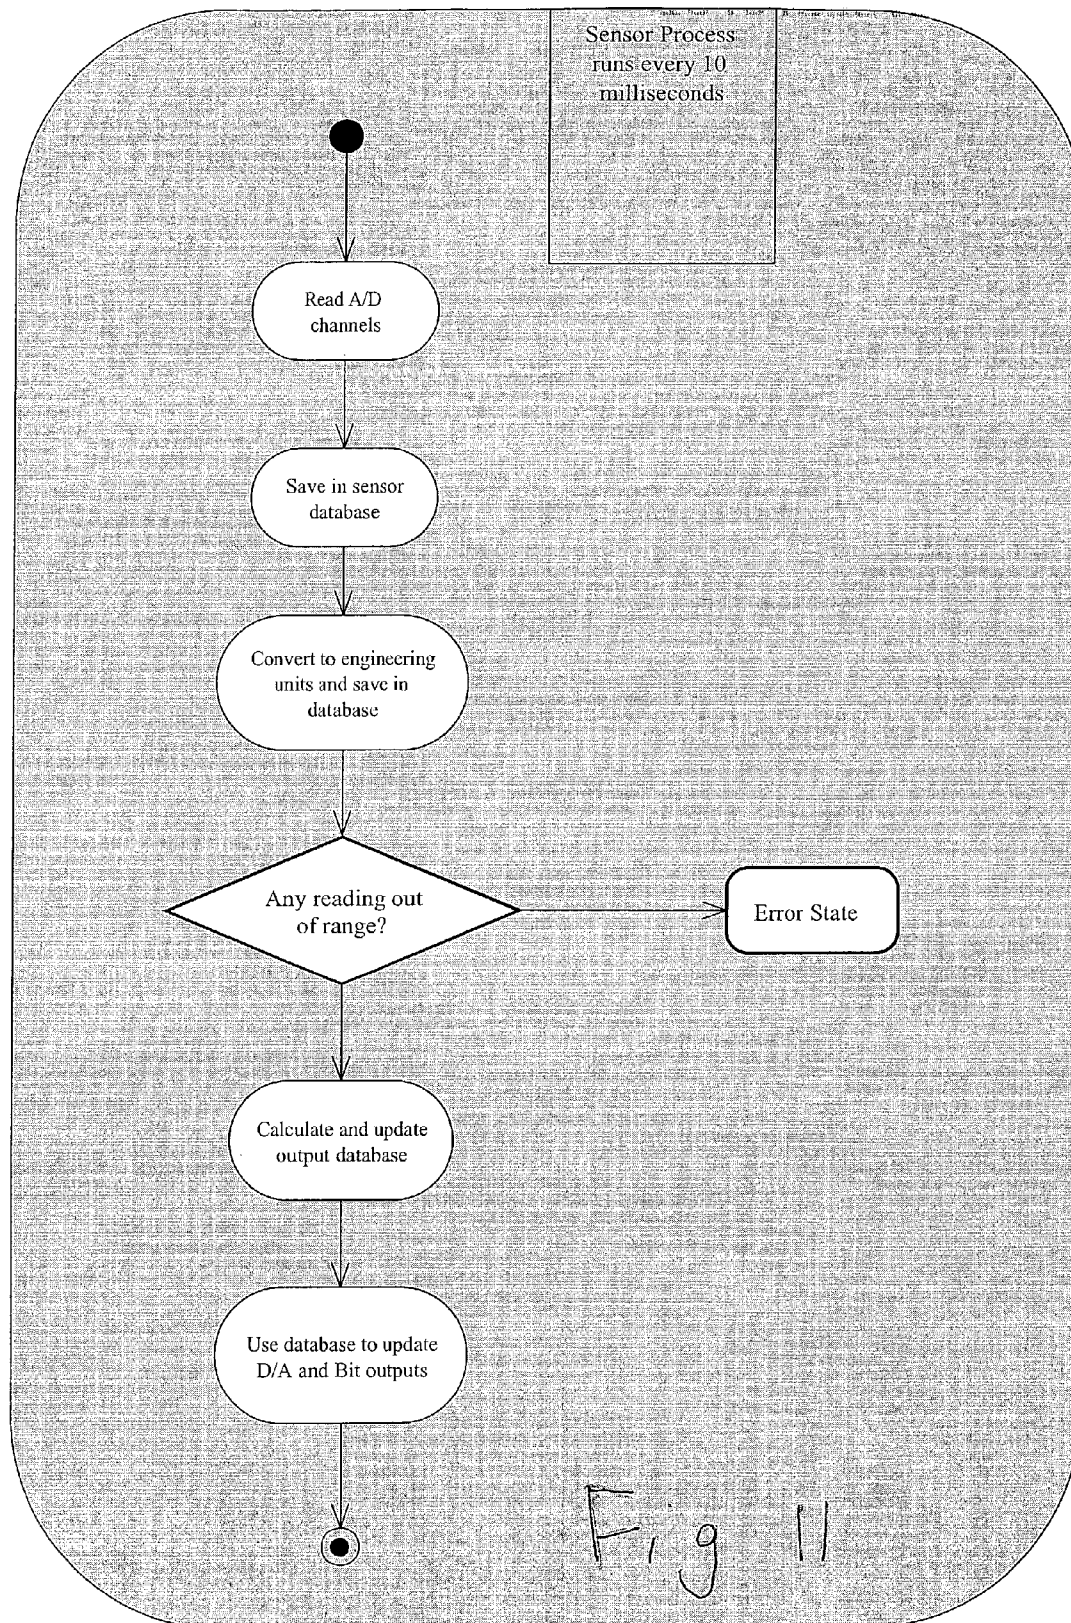 Sensor Process
runs every 10
milliseconds
Read A/D
channels
Save in sensor
database
Convert to engineering
units and save in
database
Any reading out
of range?
Error State
Calculate and update
output database
Use database to update
D/A and Bit outputs
Fig 11